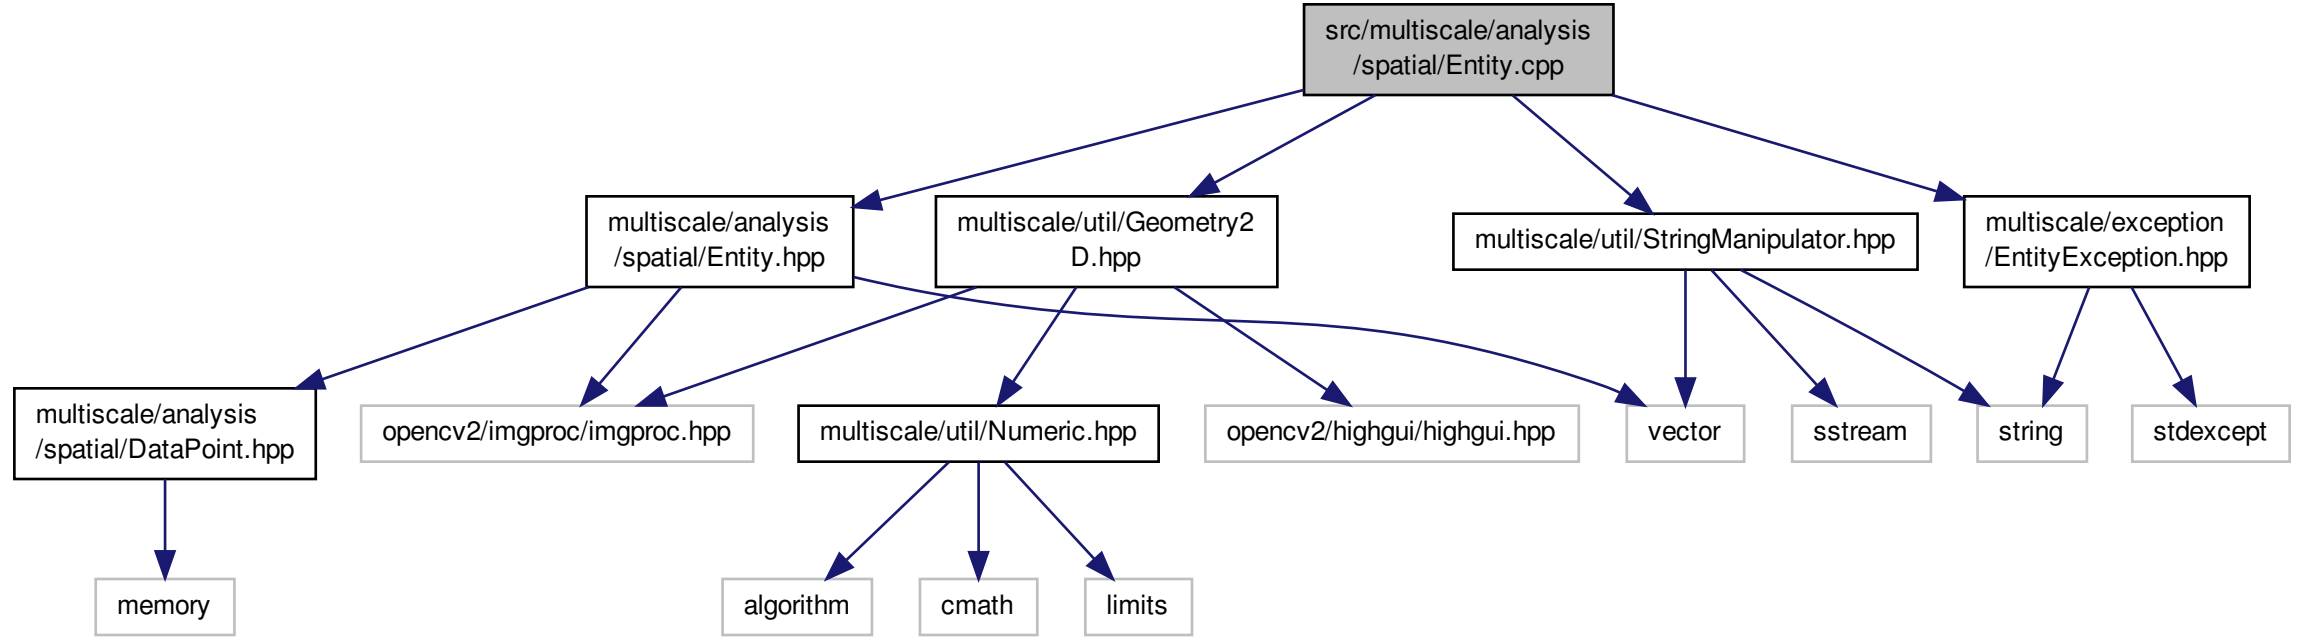 src/multiscale/analysis
/spatial/Entity.cpp
multiscale/analysis
/spatial/Entity.hpp
multiscale/util/Geometry2
D.hpp
multiscale/util/StringManipulator.hpp
multiscale/exception
/EntityException.hpp
multiscale/analysis
/spatial/DataPoint.hpp
opencv2/imgproc/imgproc.hpp
multiscale/util/Numeric.hpp
opencv2/highgui/highgui.hpp
vector
sstream
string
stdexcept
memory
algorithm
cmath
limits